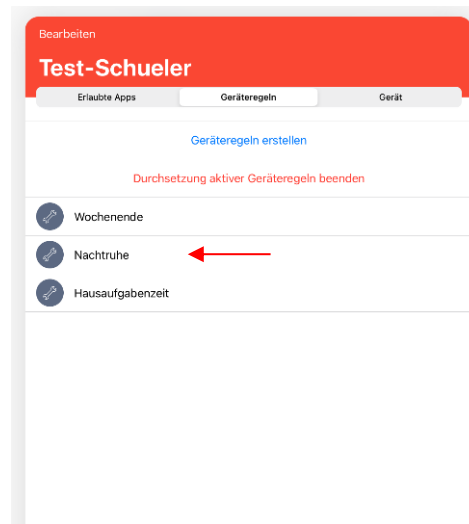 Bearbeiten
Test-Schueler
Erlaubte Apps Geräteregeln Gerät
Geräteregeln erstellen
Durchsetzung aktiver Geräteregeln beenden
Wochenende
Nachtruhe
Hausaufgabenzeit